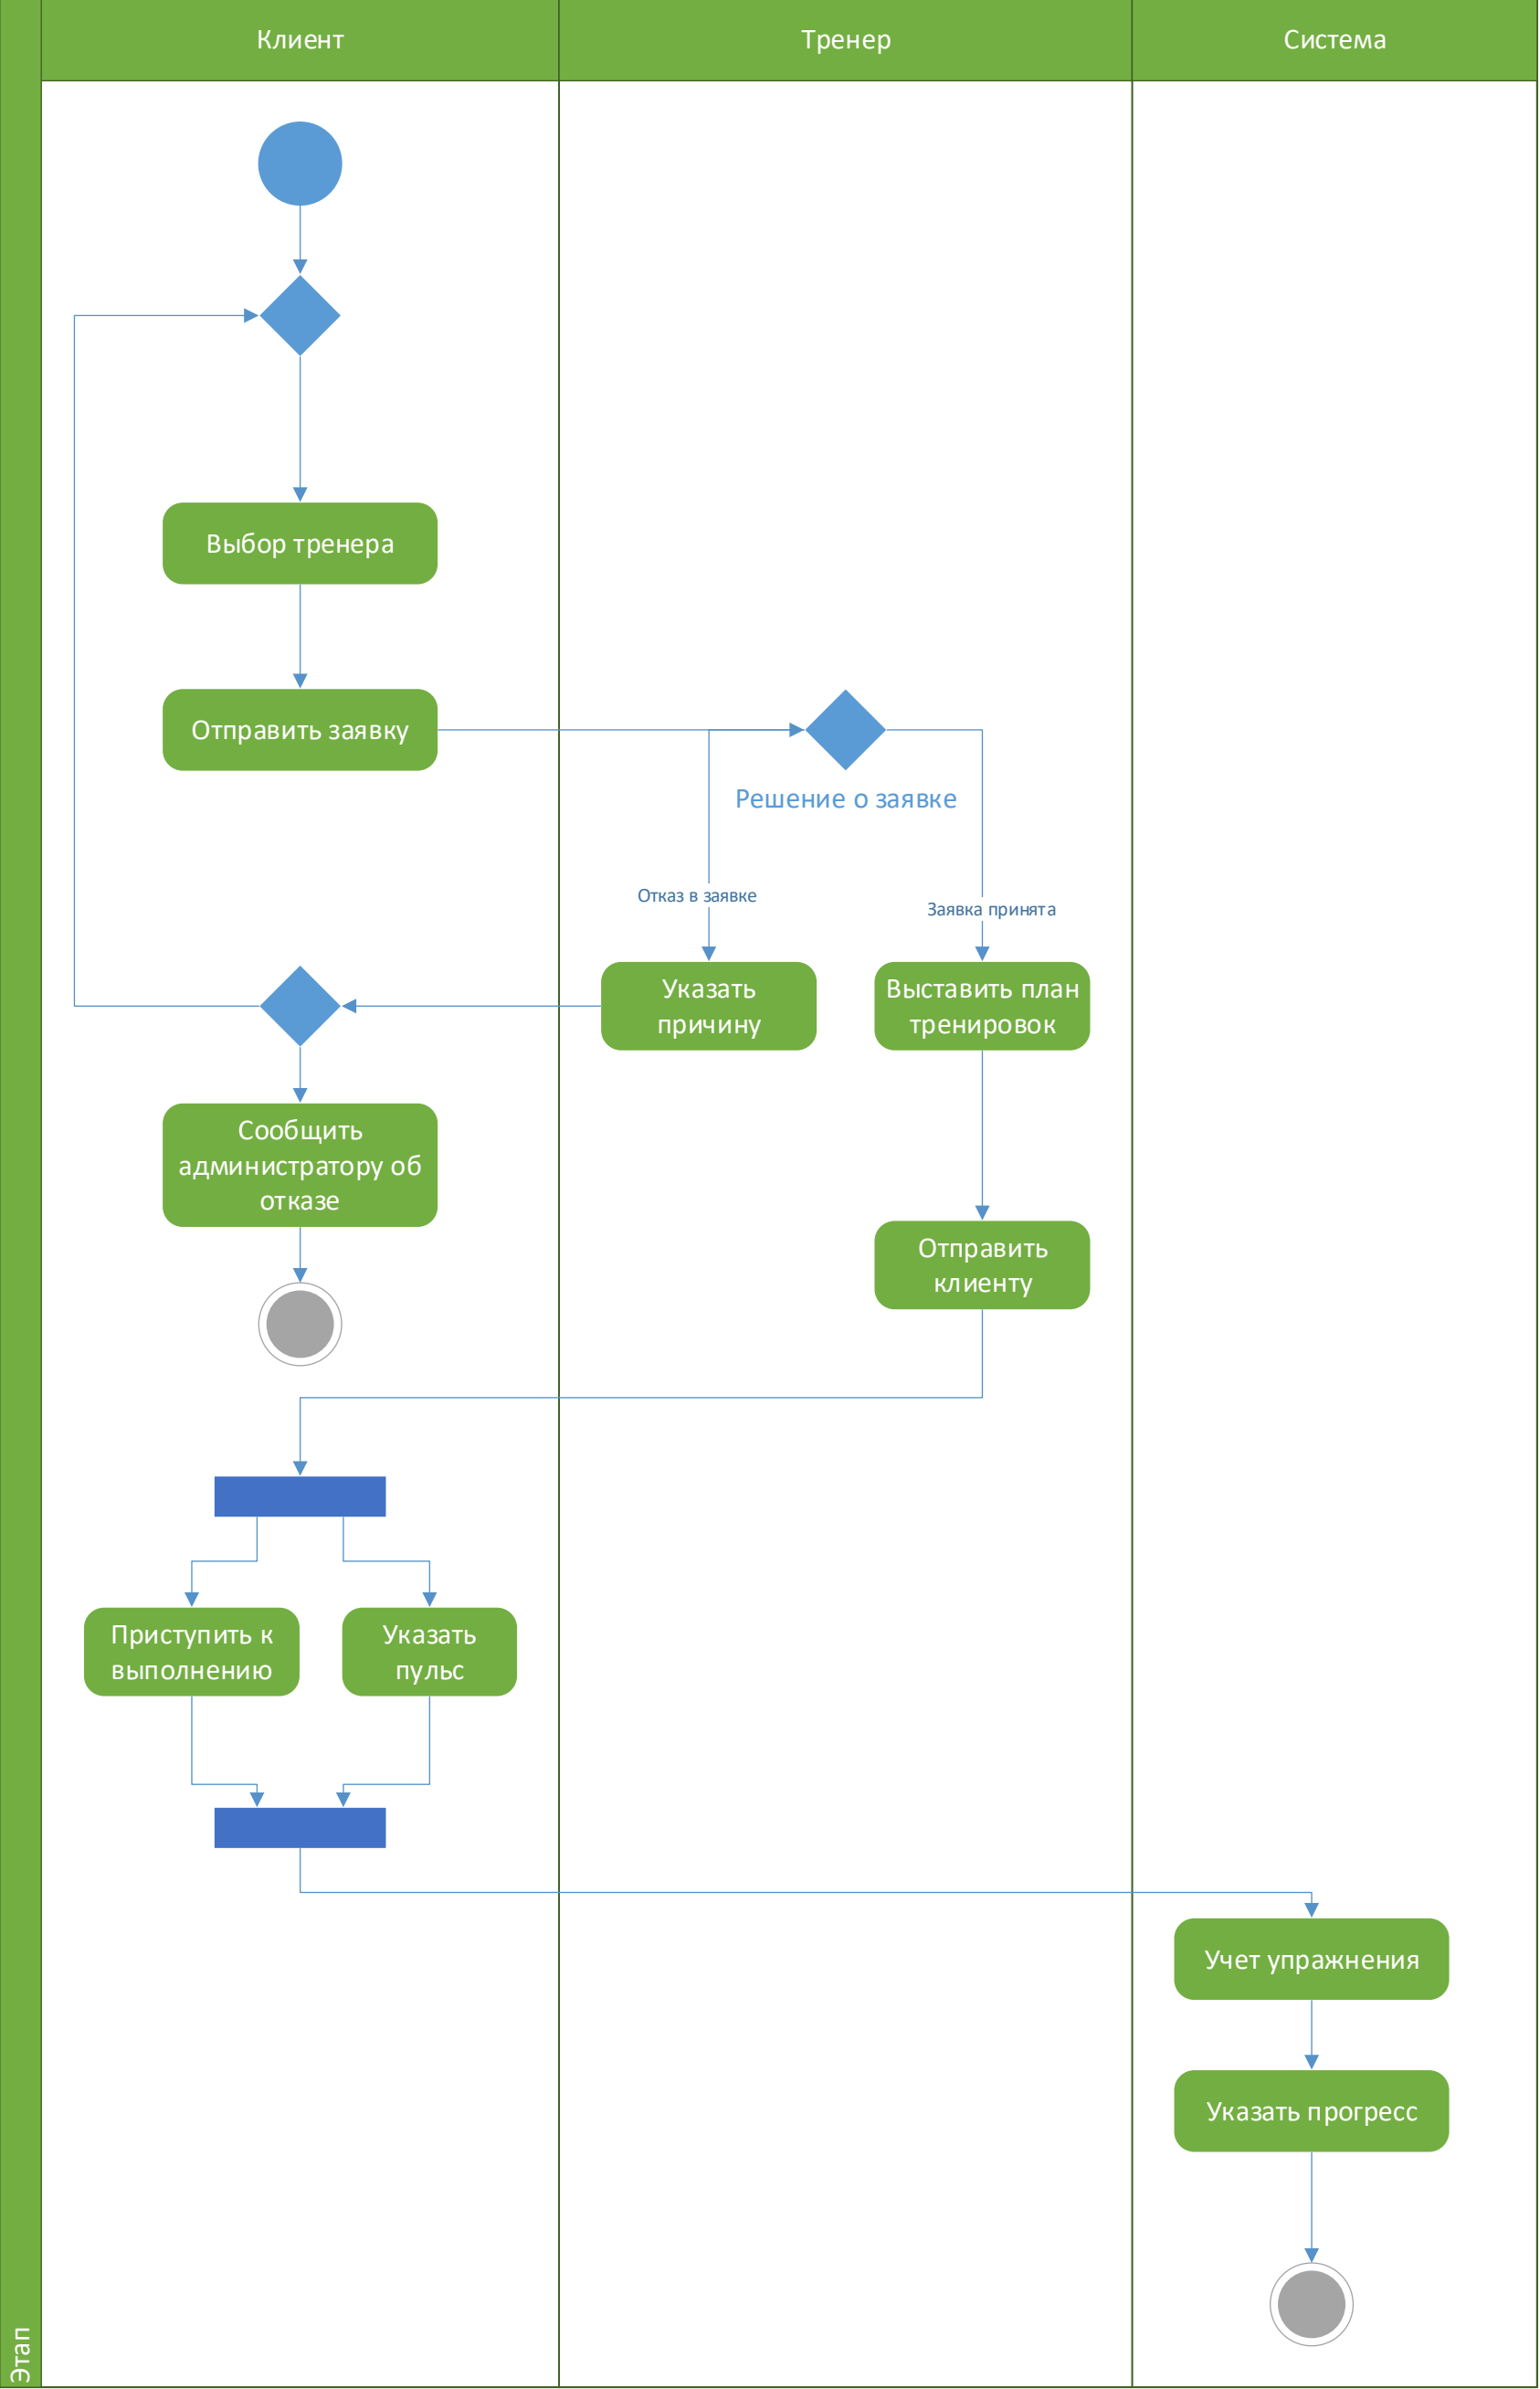 Клиент
Тренер
Система
Выбор тренера
Отправить заявку
Решение о заявке
Отказ в заявке
Заявка принята
Указать
причину
Выставить план
тренировок
Сообщить
администратору об
отказе
Отправить
клиенту
Приступить к
выполнению
Указать
пульс
Учет упражнения
Указать прогресс
Этап